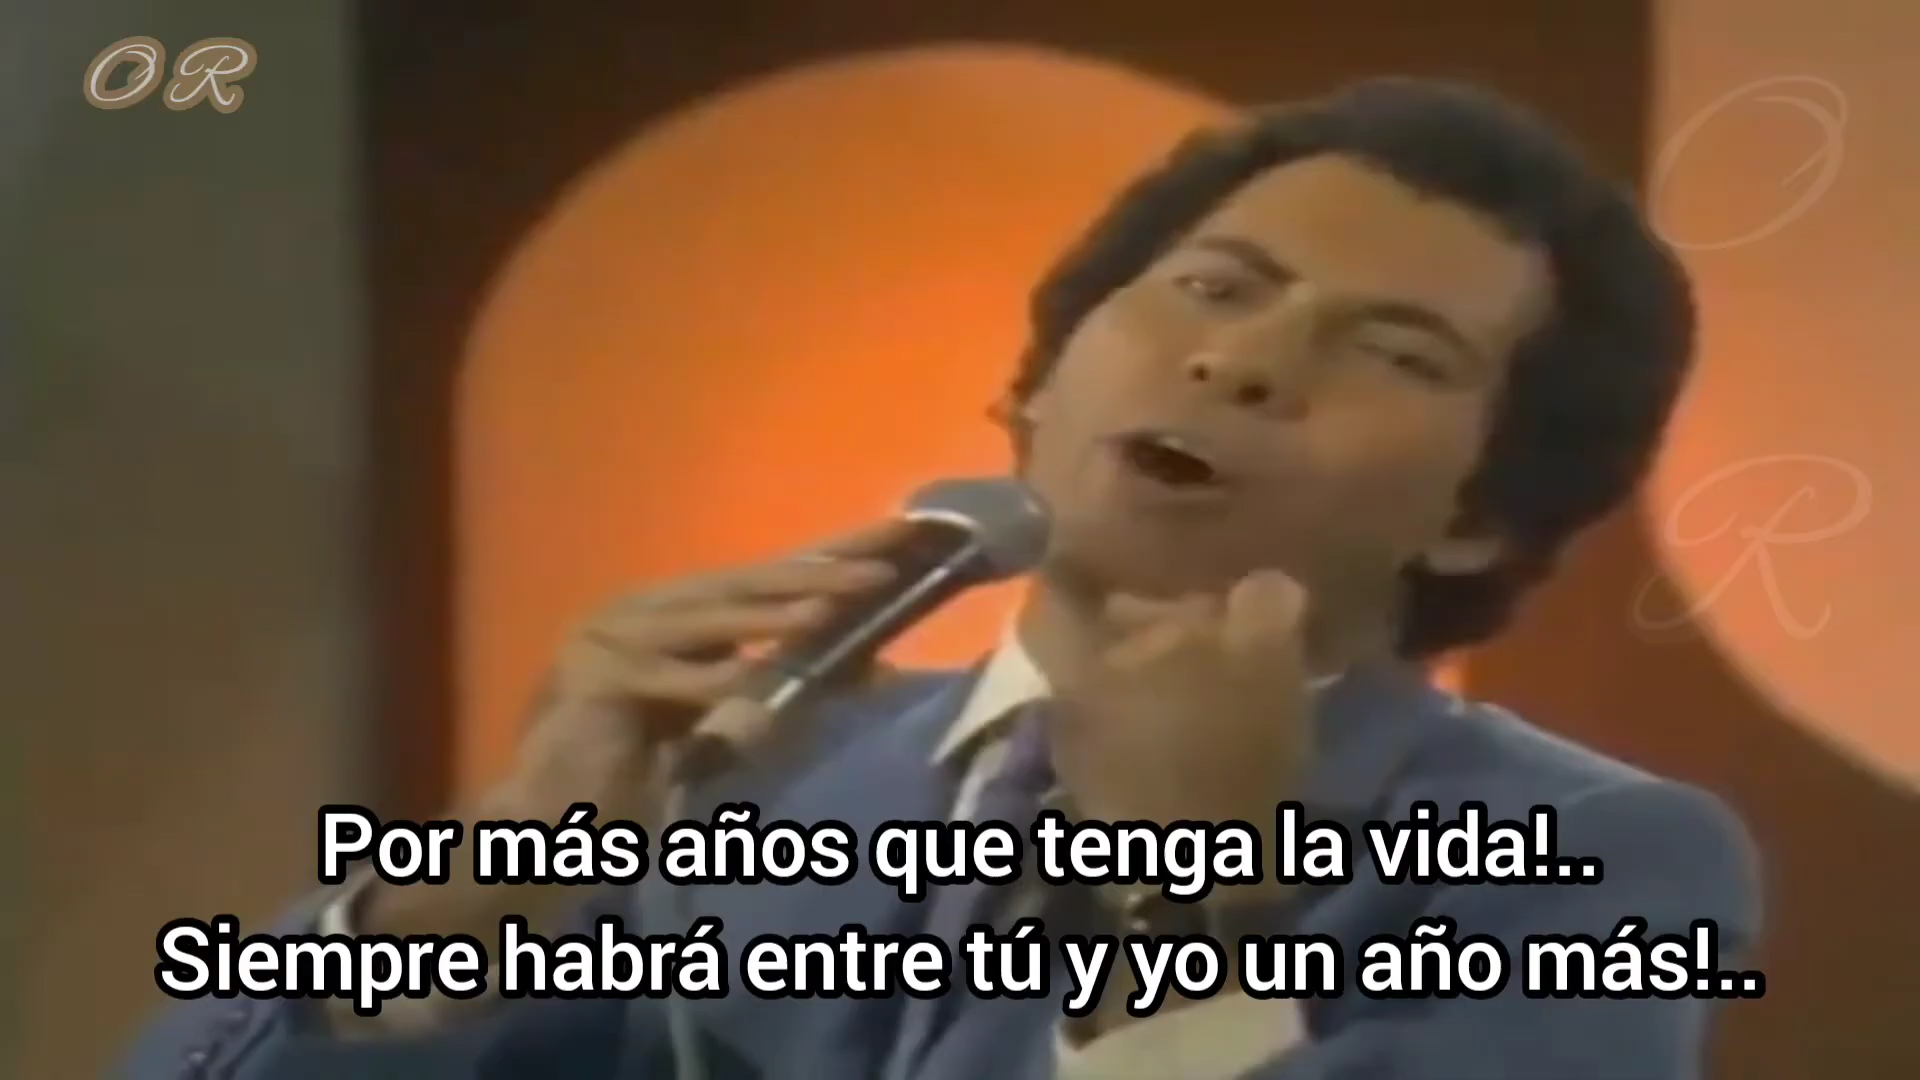 OR
O
R
Por más años que tenga la vida!..
Siempre habrá entre tú y yo un año más!..